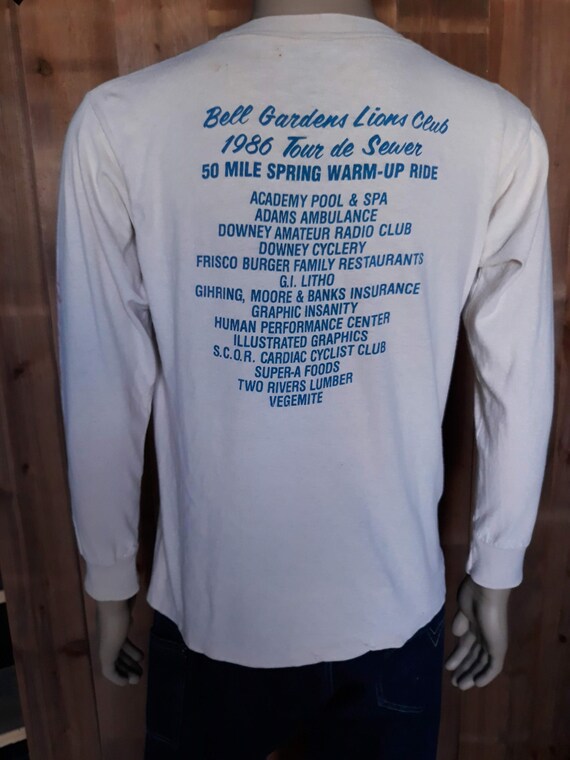 Bell Gardens Lions Club
1986 Tour de Sewer
50 MILE SPRING WARM-UP RIDE
ACADEMY POOL & SPA
ADAMS AMBULANCE
DOWNEY AMATEUR RADIO CLUB
DOWNEY CYCLERY
FRISCO BURGER FAMILY RESTAURANTS
G.I. LITHO
GIHRING, MOORE & BANKS INSURANCE
GRAPHIC INSANITY
HUMAN PERFORMANCE CENTER
ILLUSTRATED GRAPHICS
S.C.O.R. CARDIAC CYCLIST CLUB
SUPER-A FOODS
TWO RIVERS LUMBER
VEGEMITE